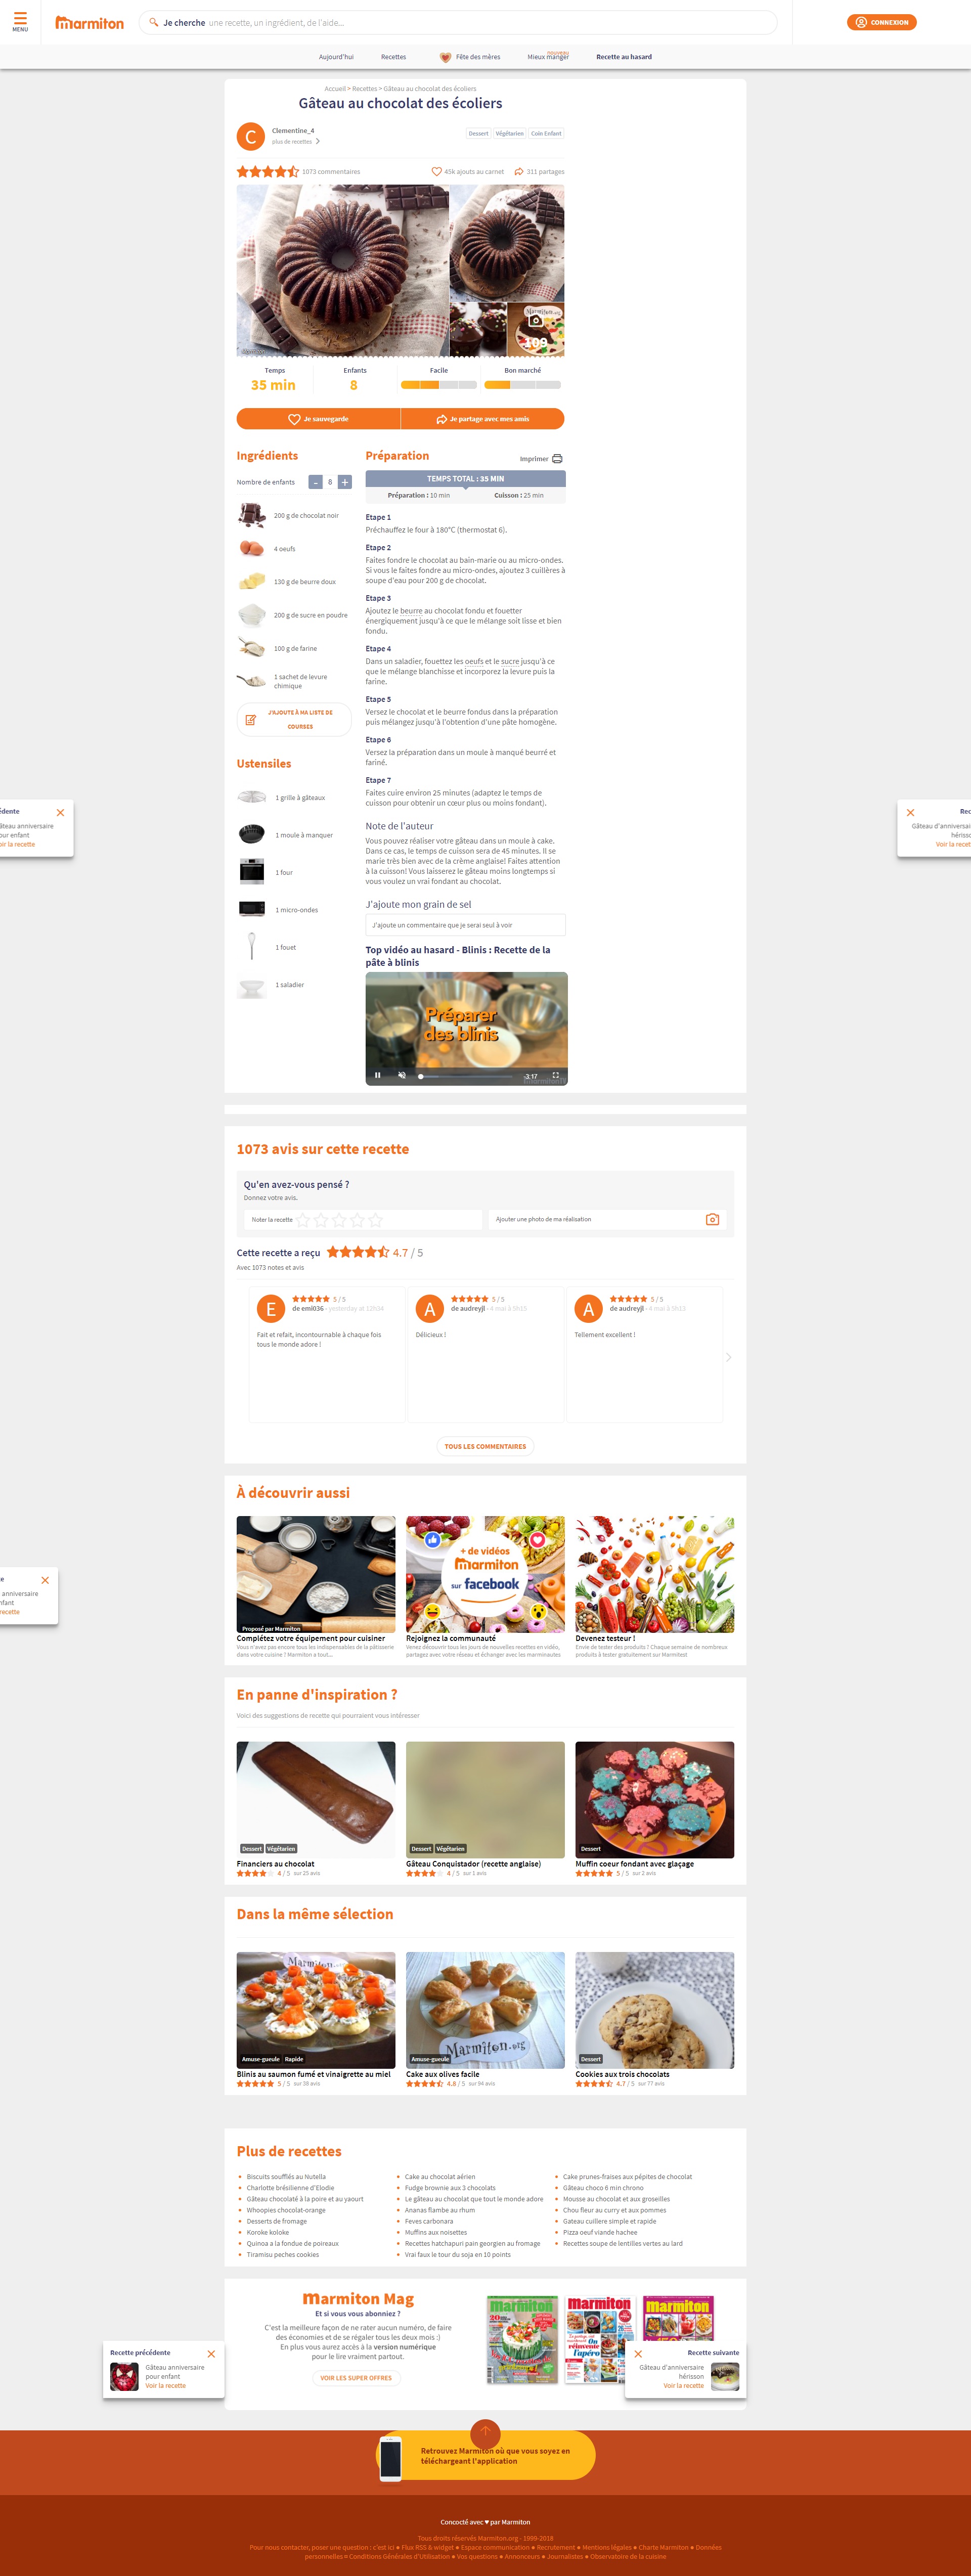 MENU
marmiton
Je cherche une recette, un ingrédient, de l'aide...
CONNEXION
Aujourd'hui
Recettes
Fête des mères
nouveau
Mieux manger
Recette au hasard
Accueil > Recettes > Gâteau au chocolat des écoliers
Gâteau au chocolat des écoliers
C
Clementine_4
plus de recettes
Dessert
Végétarien
Coin Enfant
1073 commentaires
45k ajouts au carnet
311 partages
Temps
35 min
Enfants
8
Facile
Bon marché
Je sauvegarde
Je partage avec mes amis
Ingrédients
Nombre de enfants
- 8 +
200 g de chocolat noir
4 oeufs
130 g de beurre doux
200 g de sucre en poudre
100 g de farine
1 sachet de levure
chimique
J'AJOUTE À MA LISTE DE
COURSES
Ustensiles
1 grille à gâteaux
1 moule à manquer
1 four
1 micro-ondes
1 fouet
1 saladier
Préparation
Imprimer
TEMPS TOTAL : 35 MIN
Préparation : 10 min
Cuisson : 25 min
Etape 1
Préchauffez le four à 180°C (thermostat 6).
Etape 2
Faites fondre le chocolat au bain-marie ou au micro-ondes.
Si vous le faites fondre au micro-ondes, ajoutez 3 cuillères à
soupe d'eau pour 200 g de chocolat.
Etape 3
Ajoutez le beurre au chocolat fondu et fouetter
énergiquement jusqu'à ce que le mélange soit lisse et bien
fondu.
Etape 4
Dans un saladier, fouettez les oeufs et le sucre jusqu'à ce
que le mélange blanchisse et incorporez la levure puis la
farine.
Etape 5
Versez le chocolat et le beurre fondus dans la préparation
puis mélangez jusqu'à l'obtention d'une pâte homogène.
Etape 6
Versez la préparation dans un moule à manqué beurré et
fariné.
Etape 7
Faites cuire environ 25 minutes (adaptez le temps de
cuisson pour obtenir un cœur plus ou moins fondant).
Note de l'auteur
Vous pouvez réaliser votre gâteau dans un moule à cake.
Dans ce cas, le temps de cuisson sera de 45 minutes. Il se
marie très bien avec de la crème anglaise! Faites attention
à la cuisson! Vous laisserez le gâteau moins longtemps si
vous voulez un vrai fondant au chocolat.
J'ajoute mon grain de sel
J'ajoute un commentaire que je serai seul à voir
Top vidéo au hasard - Blinis : Recette de la
pâte à blinis
Préparer
des blinis
-3:17
édente
âteau anniversaire
our enfant
oir la recette
Rec
Gâteau d'anniversai
hérisso
Voir la recet
1073 avis sur cette recette
Qu'en avez-vous pensé ?
Donnez votre avis.
Noter la recette
Ajouter une photo de ma réalisation
Cette recette a reçu 4.7 / 5
Avec 1073 notes et avis
E
5 / 5
de emi036 - yesterday at 12h34
Fait et refait, incontournable à chaque fois
tous le monde adore !
A
5 / 5
de audreyjl - 4 mai à 5h15
Délicieux !
A
5 / 5
de audreyjl - 4 mai à 5h13
Tellement excellent !
TOUS LES COMMENTAIRES
À découvrir aussi
Proposé par Marmiton
Complétez votre équipement pour cuisiner
Vous n'avez pas encore tous les indispensables de la pâtisserie
dans votre cuisine ? Marmiton a tout...
+ de vidéos
marmiton
sur facebook
Rejoignez la communauté
Venez découvrir tous les jours de nouvelles recettes en vidéo,
partagez avec votre réseau et échanger avec les marminautes
Devenez testeur !
Envie de tester des produits ? Chaque semaine de nombreux
produits à tester gratuitement sur Marmitest
e
anniversaire
nfant
recette
En panne d'inspiration ?
Voici des suggestions de recette qui pourraient vous intéresser
Dessert
Végétarien
Financiers au chocolat
4 / 5 sur 25 avis
Dessert
Végétarien
Gâteau Conquistador (recette anglaise)
4 / 5 sur 1 avis
Dessert
Muffin coeur fondant avec glaçage
5 / 5 sur 2 avis
Dans la même sélection
Amuse-gueule
Rapide
Blinis au saumon fumé et vinaigrette au miel
5 / 5 sur 38 avis
Marmiton.org
Amuse-gueule
Cake aux olives facile
4.8 / 5 sur 94 avis
Dessert
Cookies aux trois chocolats
4.7 / 5 sur 77 avis
Plus de recettes
Biscuits soufflés au Nutella
Charlotte brésilienne d'Elodie
Gâteau chocolaté à la poire et au yaourt
Whoopies chocolat-orange
Desserts de fromage
Koroke koloke
Quinoa a la fondue de poireaux
Tiramisu peches cookies
Cake au chocolat aérien
Fudge brownie aux 3 chocolats
Le gâteau au chocolat que tout le monde adore
Ananas flambe au rhum
Feves carbonara
Muffins aux noisettes
Recettes hatchapuri pain georgien au fromage
Vrai faux le tour du soja en 10 points
Cake prunes-fraises aux pépites de chocolat
Gâteau choco 6 min chrono
Mousse au chocolat et aux groseilles
Chou fleur au curry et aux pommes
Gateau cuillere simple et rapide
Pizza oeuf viande hachee
Recettes soupe de lentilles vertes au lard
marmiton Mag
Et si vous vous abonniez ?
C'est la meilleure façon de ne rater aucun numéro, de faire
des économies et de se régaler tous les deux mois :)
En plus vous aurez accès à la version numérique
pour le lire vraiment partout.
VOIR LES SUPER OFFRES
marmiton
marmiton
marmiton
On
réinvente
l'apéro
Recette précédente
Gâteau anniversaire
pour enfant
Voir la recette
Recette suivante
Gâteau d'anniversaire
hérisson
Voir la recette
Retrouvez Marmiton où que vous soyez en
téléchargeant l'application
Concocté avec ♥ par Marmiton
Tous droits réservés Marmiton.org - 1999-2018
Pour nous contacter, poser une question : c'est ici ● Flux RSS & widget ● Espace communication ● Recrutement ● Mentions légales ● Charte Marmiton ● Données
personnelles ● Conditions Générales d'Utilisation ● Vos questions ● Annonceurs ● Journalistes ● Observatoire de la cuisine